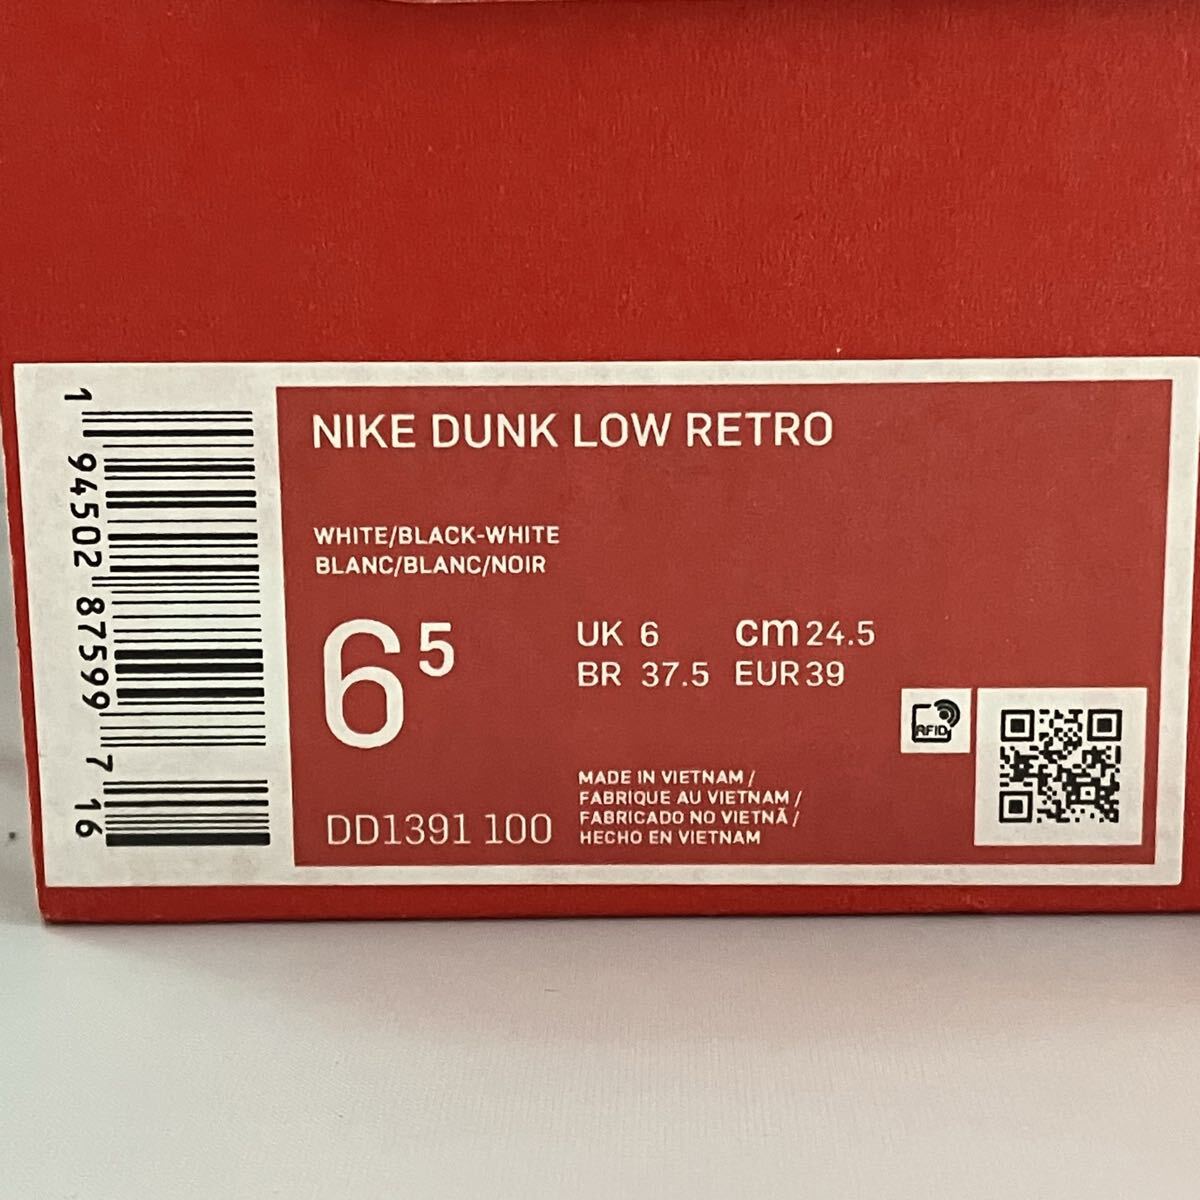 NIKE DUNK LOW RETRO
WHITE/BLACK-WHITE
BLANC/BLANC/NOIR
6 5
UK 6 cm 24.5
BR 37.5 EUR 39
DD1391 100
MADE IN VIETNAM /
FABRIQUE AU VIETNAM /
FABRICADO NO VIETNÃ /
HECHO EN VIETNAM
RFID
1 94502 87599 7 16